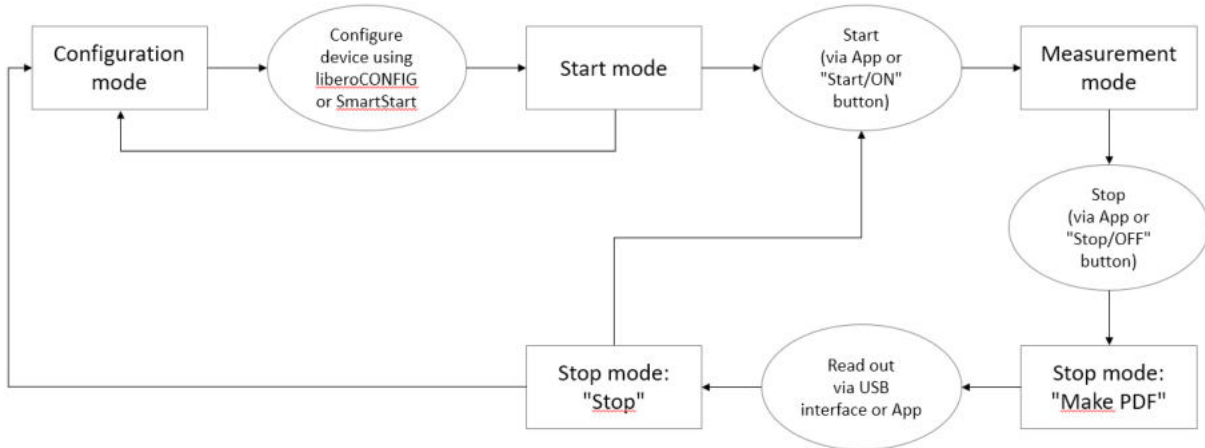 Configuration
mode
Configure
device using
liberoCONFIG
or SmartStart
Start mode
Start
(via App or
"Start/ON"
button)
Measurement
mode
Stop
(via App or
"Stop/OFF"
button)
Stop mode:
"Stop"
Read out
via USB
interface or App
Stop mode:
"Make PDF"